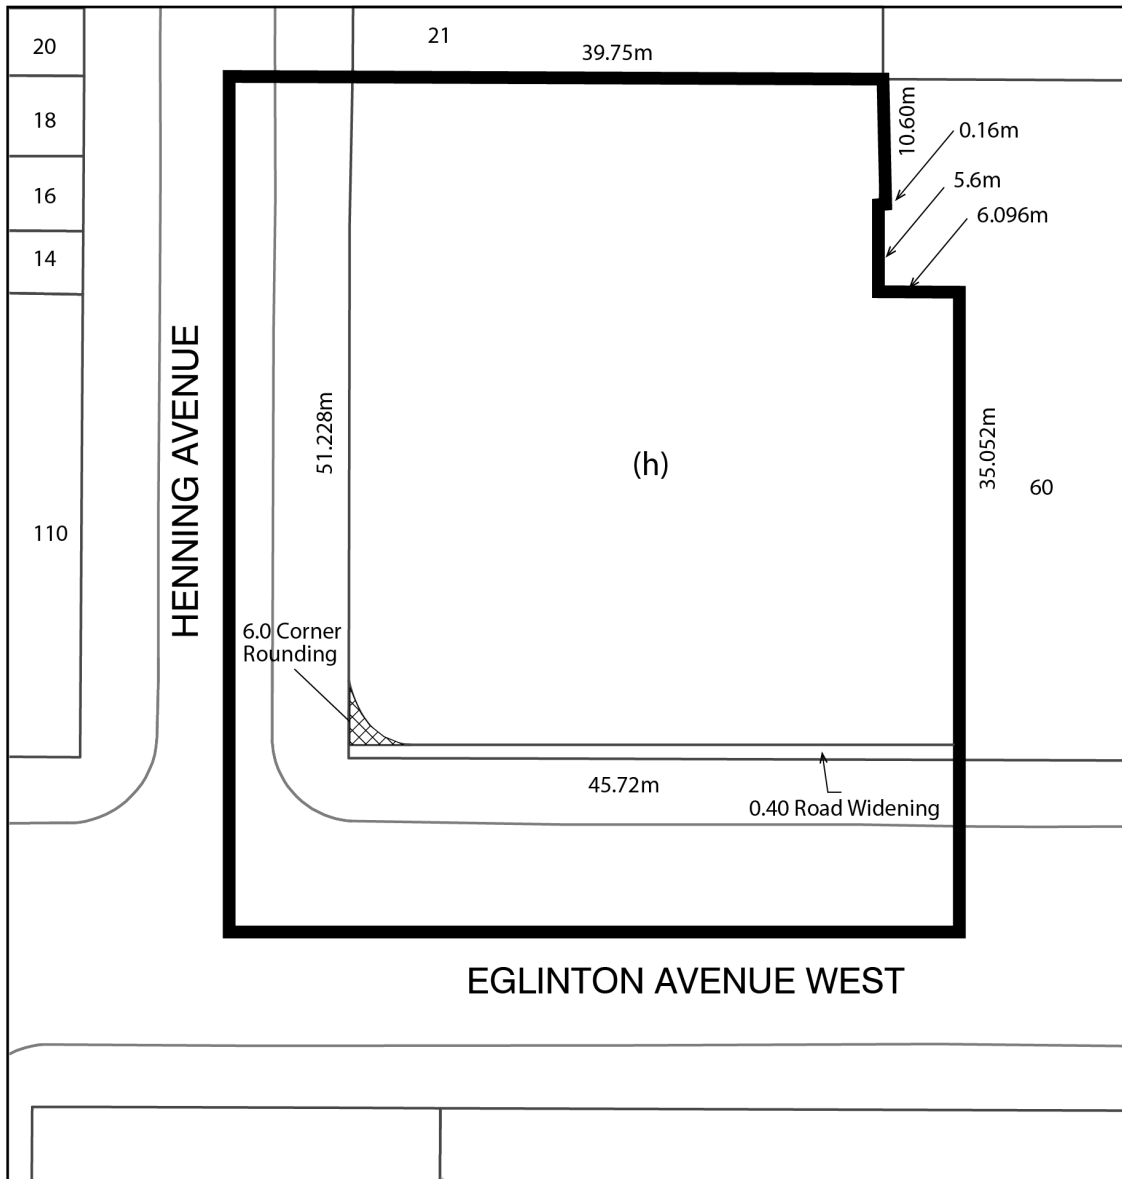 20
21
39.75m
18
10.60m
0.16m
16
5.6m
6.096m
14
HENNING AVENUE
51.228m
(h)
35.052m
60
110
6.0 Corner
Rounding
45.72m
0.40 Road Widening
EGLINTON AVENUE WEST